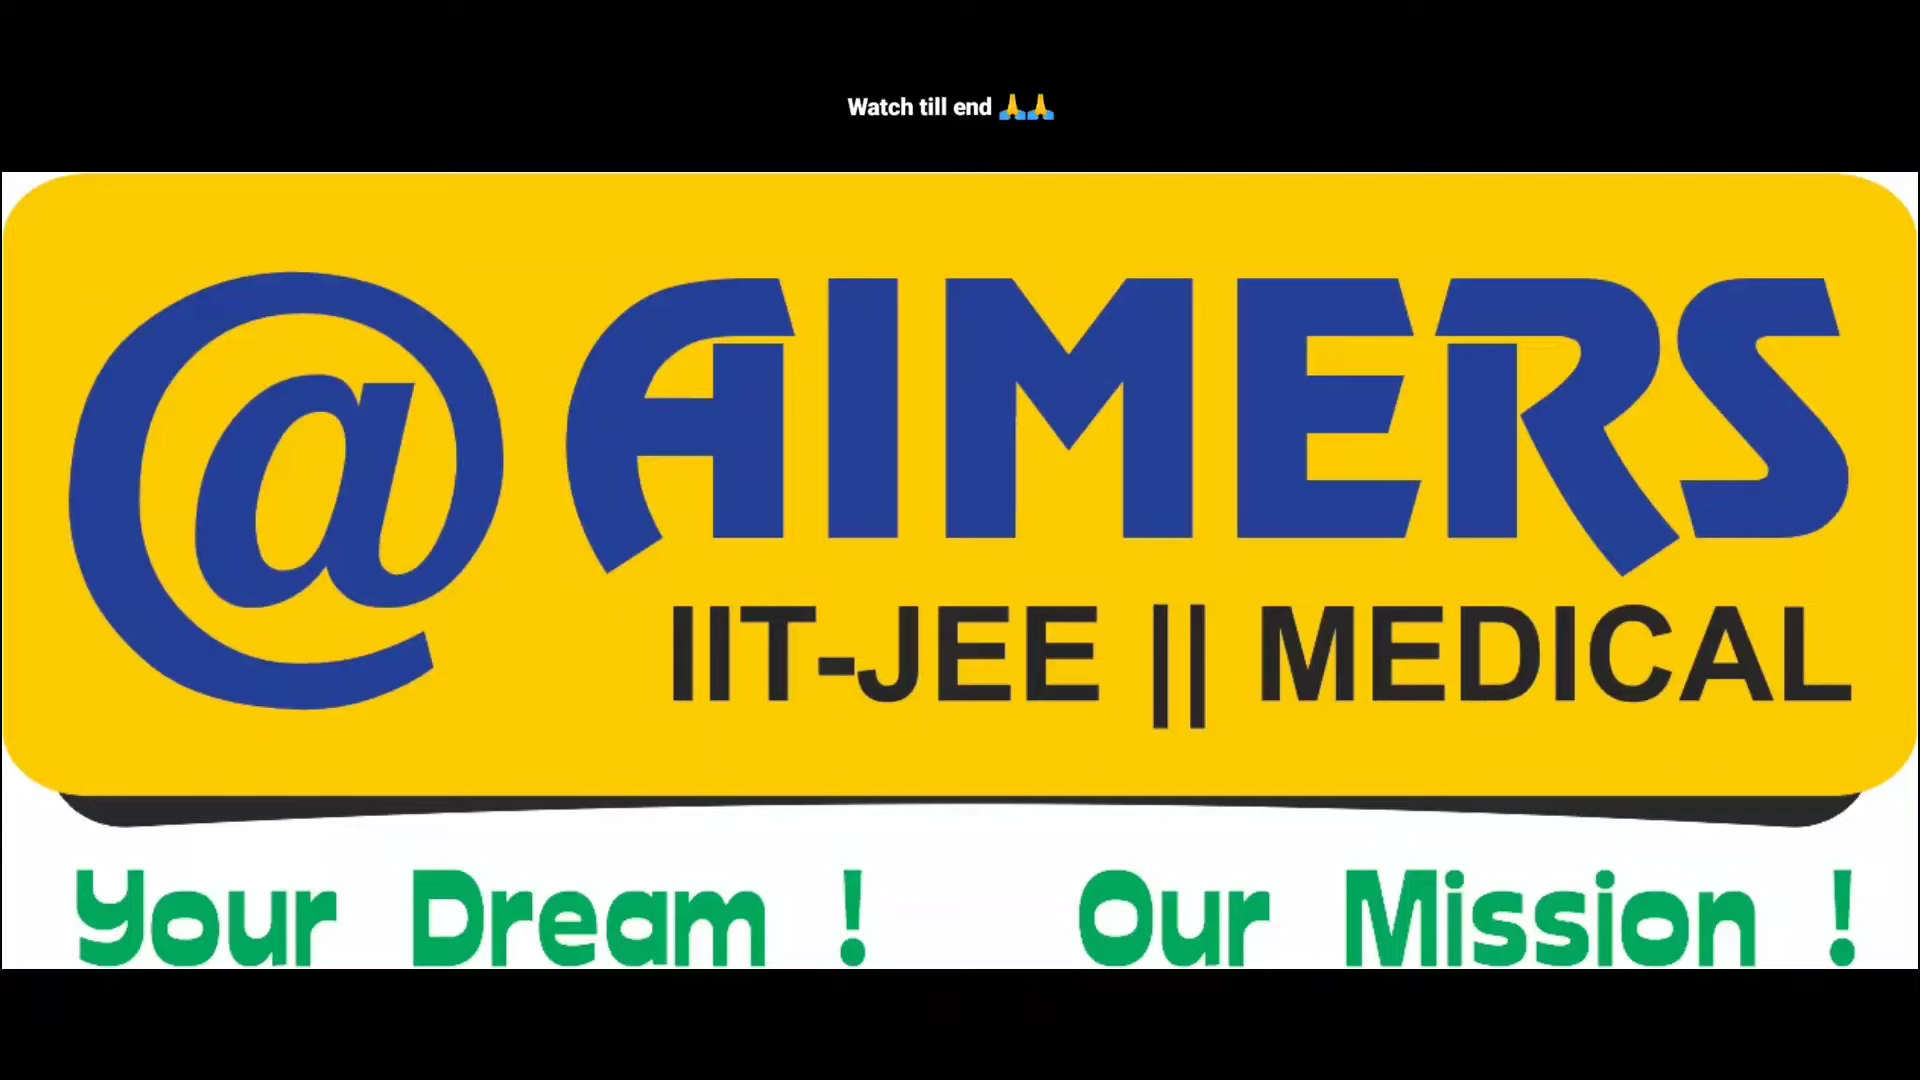 Watch till end 🙏🙏
@AIMERS
IIT-JEE || MEDICAL
Your Dream ! Our Mission !